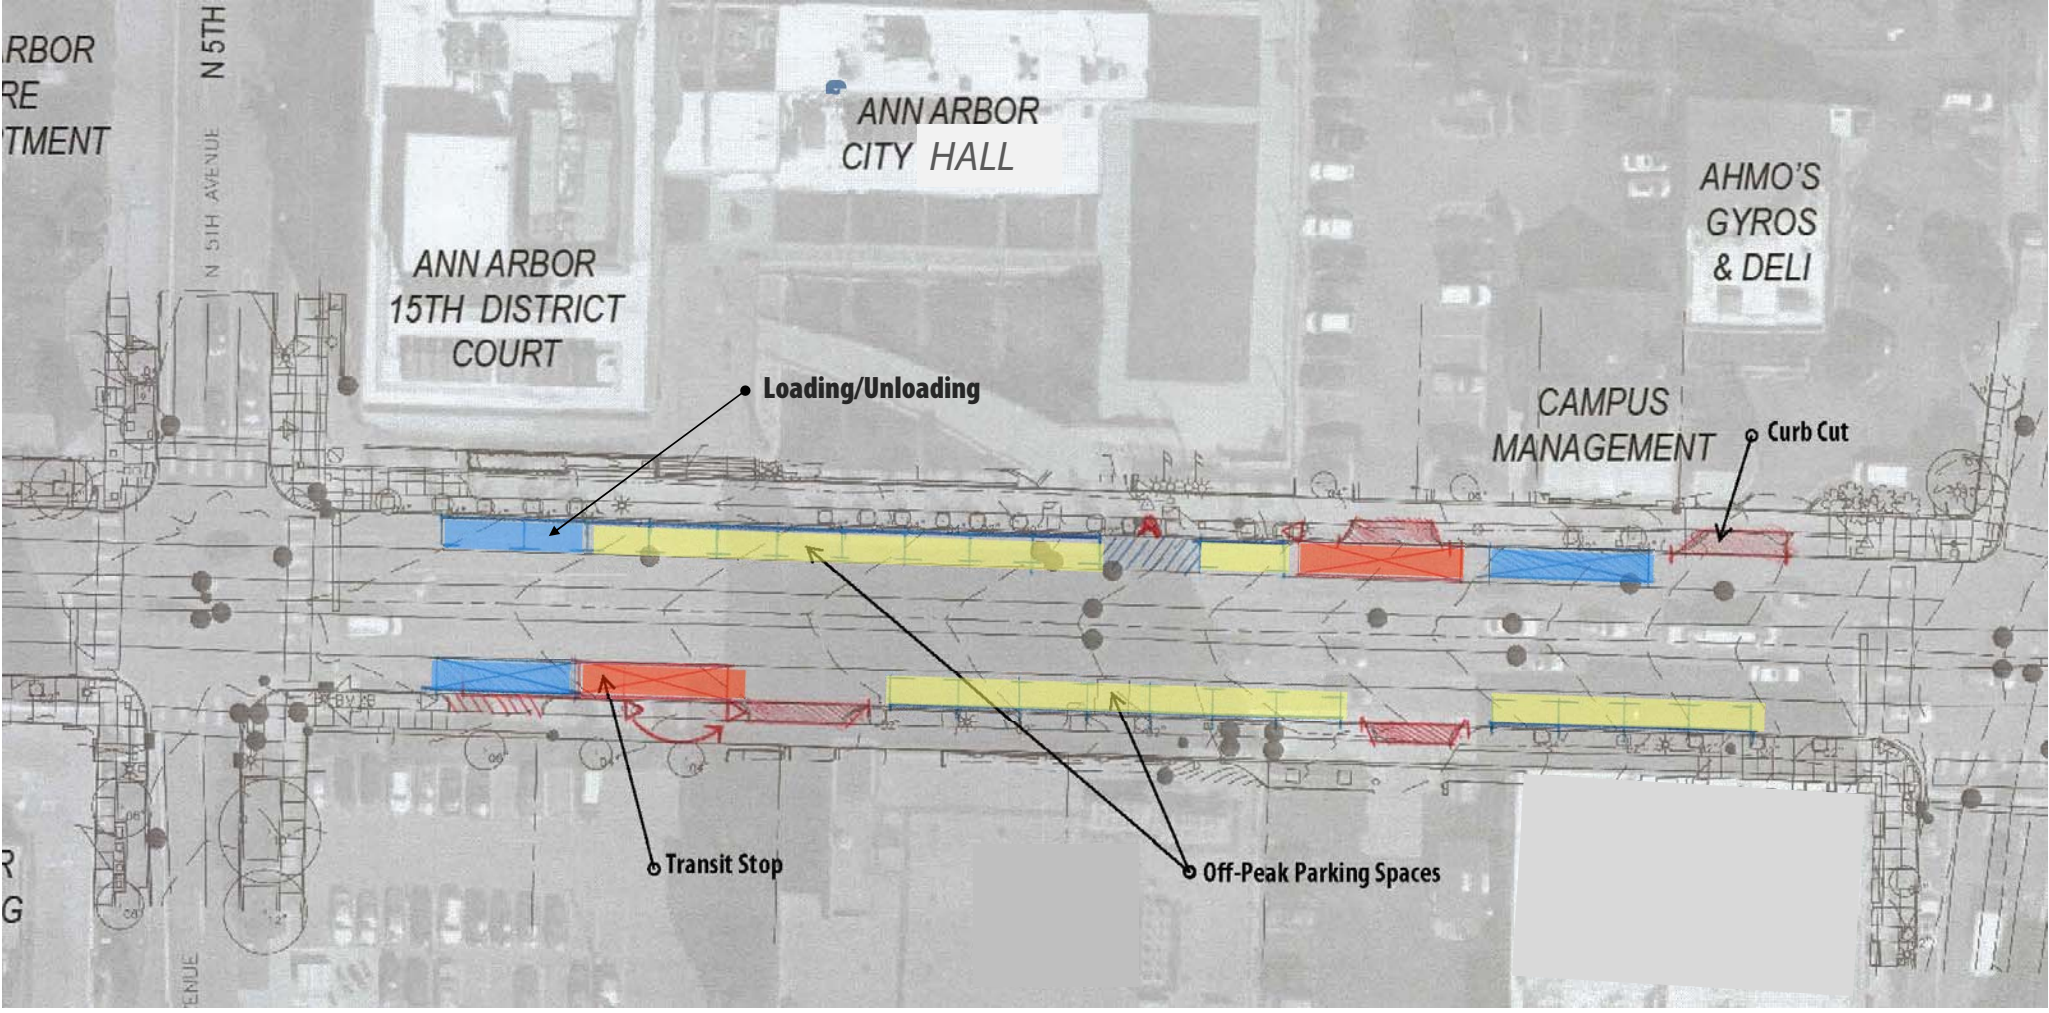 RBOR
RE
TMENT
N 5TH
N 5TH AVENUE
ANN ARBOR
CITY HALL
ANN ARBOR
15TH DISTRICT
COURT
AHMO'S
GYROS
& DELI
Loading/Unloading
CAMPUS
MANAGEMENT
Curb Cut
Transit Stop
Off-Peak Parking Spaces
R
G
ENUE